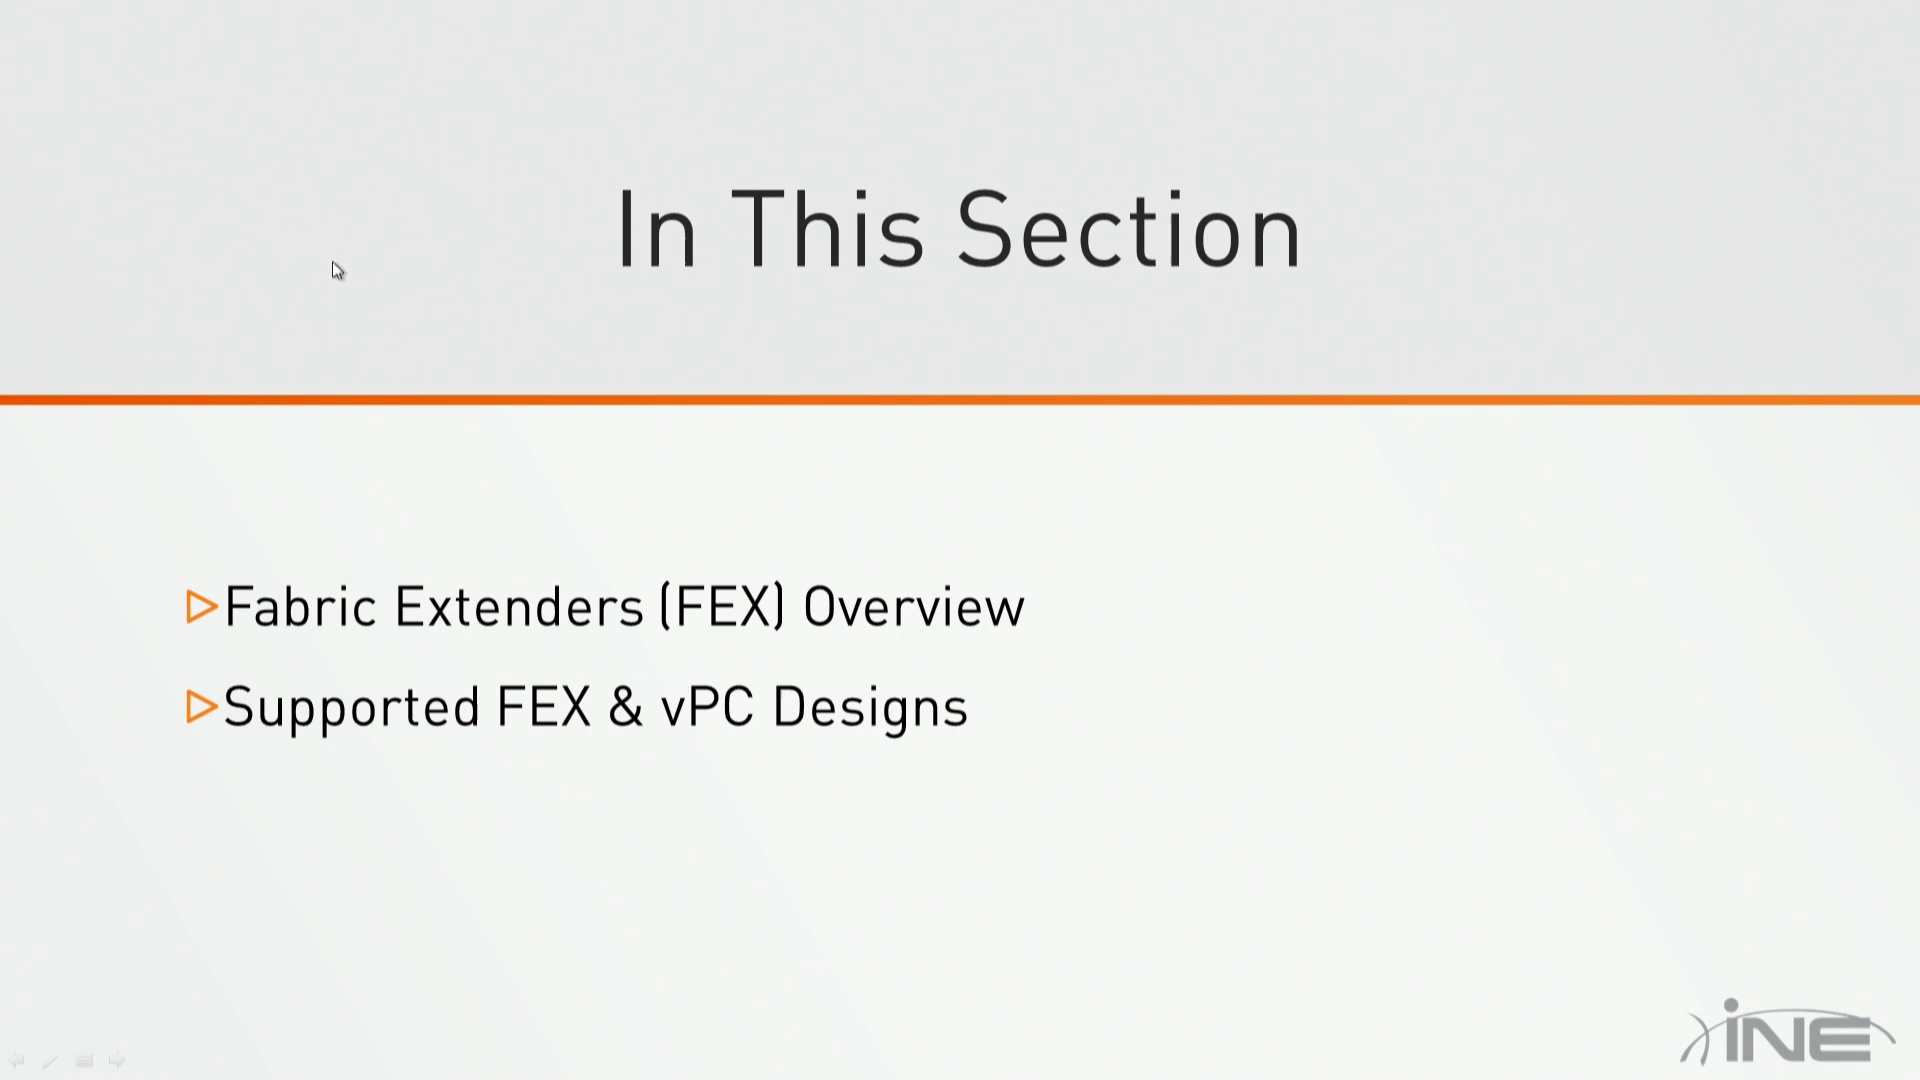 In This Section
Fabric Extenders (FEX) Overview
Supported FEX & vPC Designs
iNE